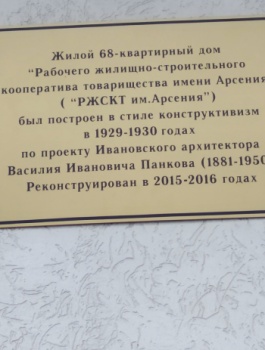 Жилой 68-квартирный дом
“Рабочего жилищно-строительного
кооператива товарищества имени Арсения
( “РЖСКТ им.Арсения”)
был построен в стиле конструктивизм
в 1929-1930 годах
по проекту Ивановского архитектора
Василия Ивановича Панкова (1881-1950
Реконструирован в 2015-2016 годах